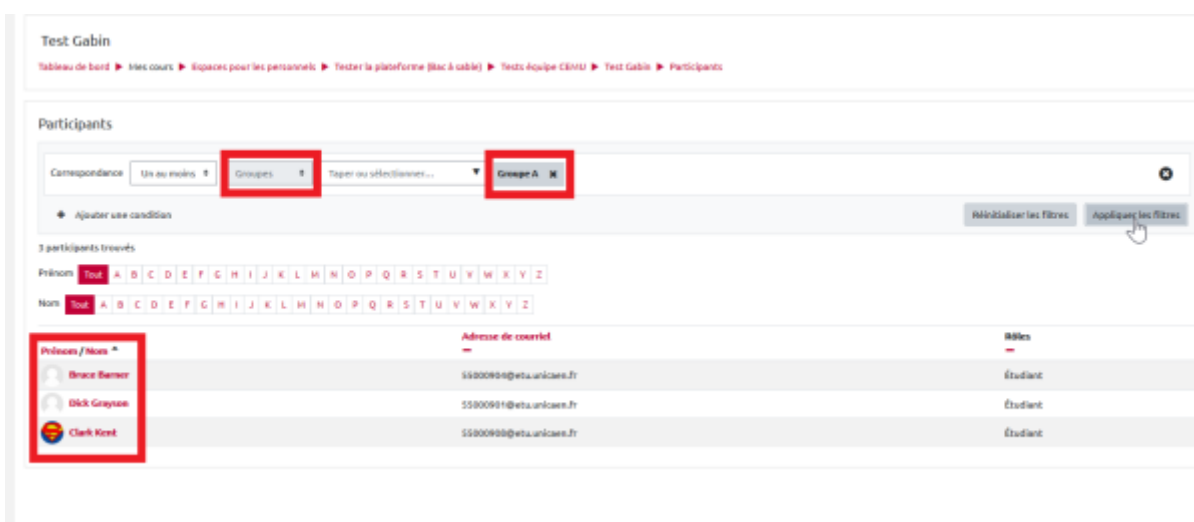 Test Gabin
Tableau de bord ▶ Mes cours ▶ Espaces pour les personnels ▶ Tester la plateforme (Bac à sable) ▶ Tests équipe CEMU ▶ Test Gabin ▶ Participants
Participants
Correspondance Un au moins Groupes Taper ou sélectionner... ▼ Groupe A ✖
Ajouter une condition Réinitialiser les filtres Appliquer les filtres
3 participants trouvés
Prénom Tout A B C D E F G H I J K L M N O P Q R S T U V W X Y Z
Nom Tout A B C D E F G H I J K L M N O P Q R S T U V W X Y Z
Prénom / Nom Adresse de courriel Rôles
Bruce Barner 55000904@etu.unicaen.fr Étudiant
Dick Grayson 55000901@etu.unicaen.fr Étudiant
Clark Kent 55000900@etu.unicaen.fr Étudiant